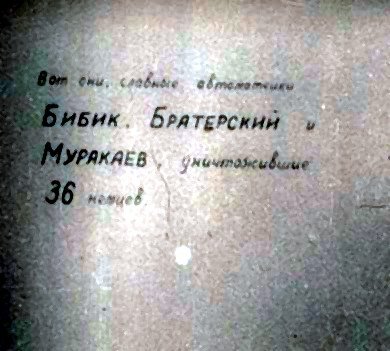 Вот они, славные автоматчики
БИБИК, БРАТЕРСКИЙ и
МУРАКАЕВ, уничтожившие
36 немцев.